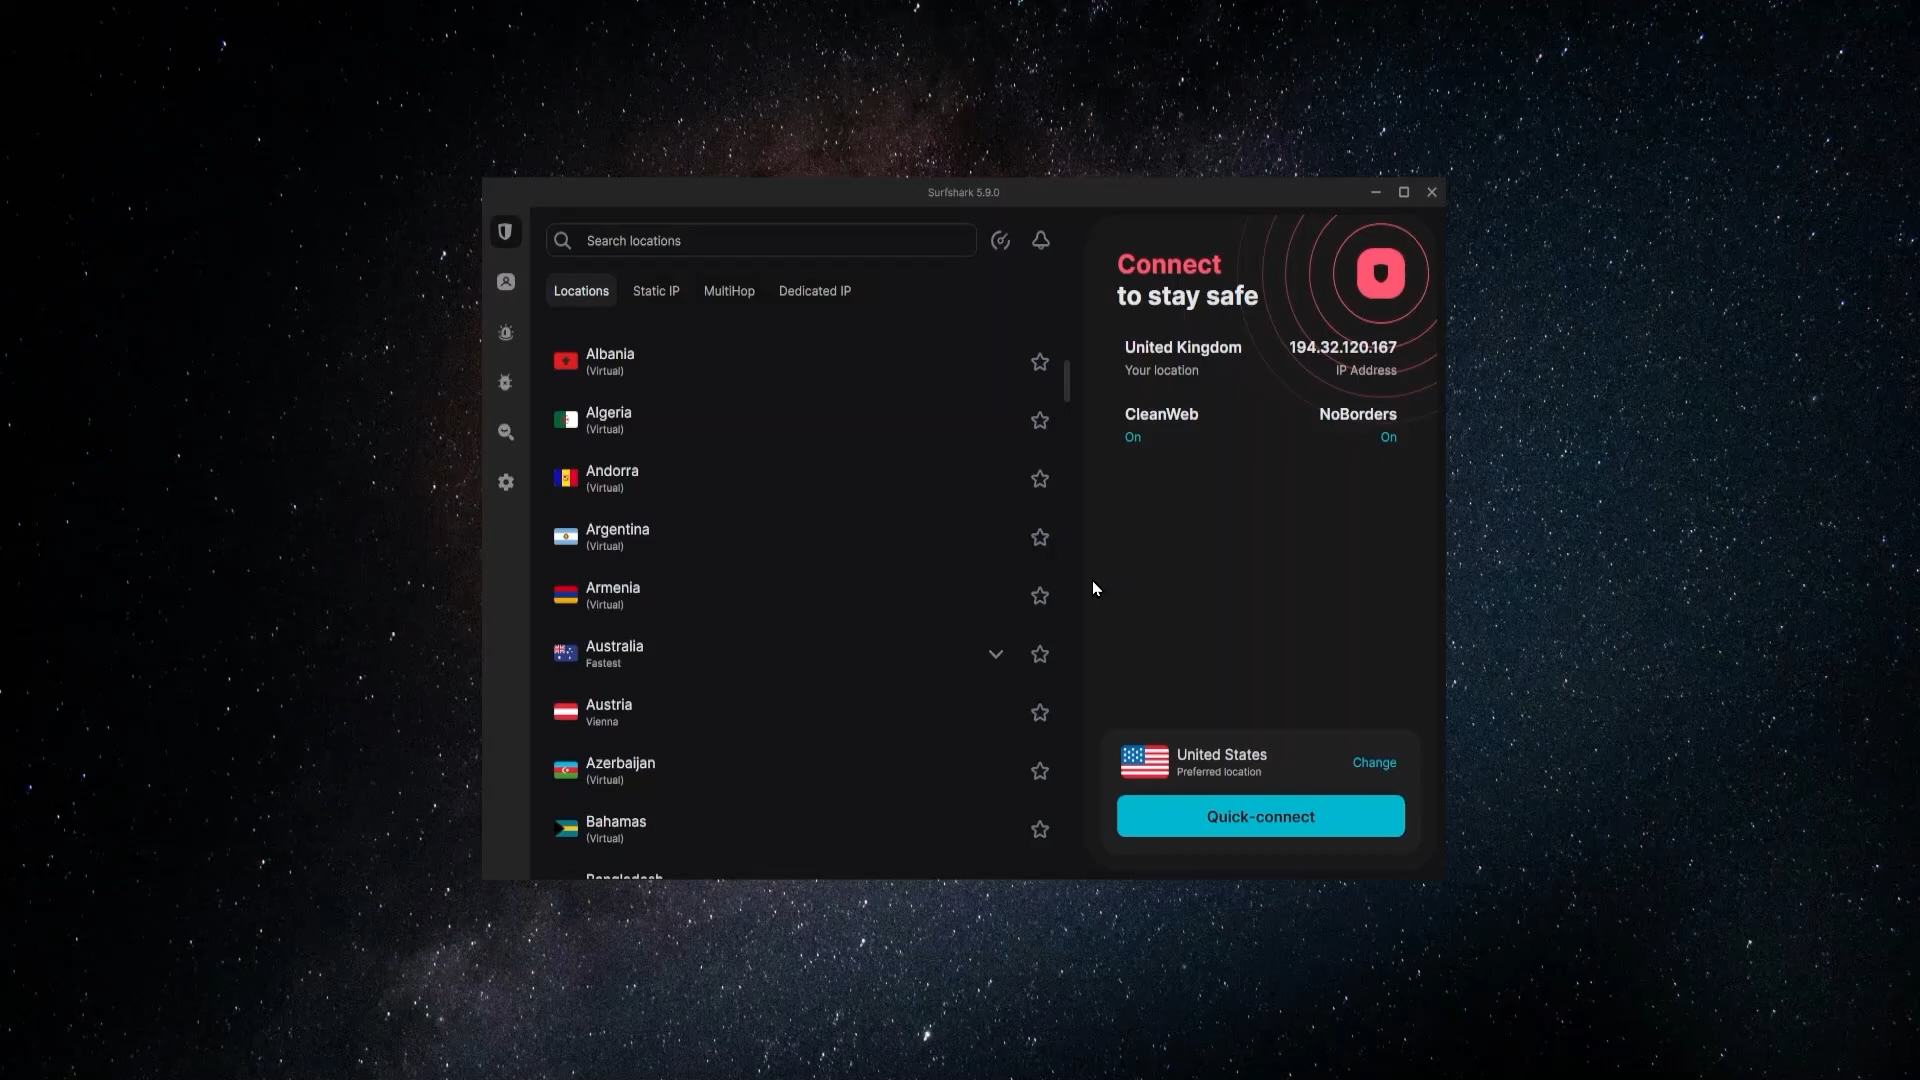 Surfshark 5.9.0
Search locations
Locations
Static IP
MultiHop
Dedicated IP
Albania
(Virtual)
Algeria
(Virtual)
Andorra
(Virtual)
Argentina
(Virtual)
Armenia
(Virtual)
Australia
Fastest
Austria
Vienna
Azerbaijan
(Virtual)
Bahamas
(Virtual)
Bangladesh
Connect
to stay safe
United Kingdom
Your location
194.32.120.167
IP Address
CleanWeb
On
NoBorders
On
United States
Preferred location
Change
Quick-connect